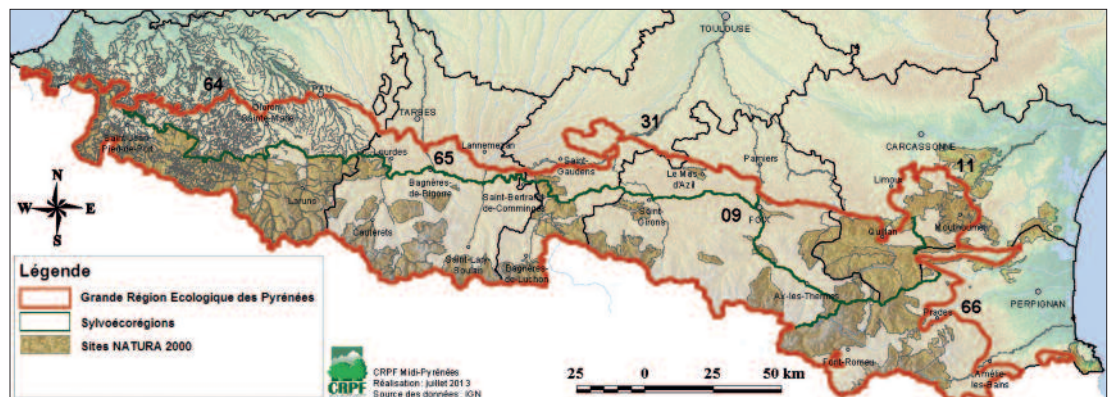 TOULOUSE
64
PAU
Oloron
Sainte-Marie
TARBES
31
Saint-Jean
Pied-de-Port
Lourdes
65
Lannemezan
Saint-
Gaudens
Pamiers
Le Mas
d'Azil
CARCASSONNE
11
Limoux
Laruns
Bagnères-
de-Bigorre
Saint-Bertrand
de-Comminges
Saint-
Girons
09
FOIX
Quillan
Mouthoumet
Cauterets
Saint-Lary
Soulan
Bagnères-
de-Luchon
Ax-les-Thermes
Prades
66
PERPIGNAN
Font-Romeu
Amélie
les-Bains
N
W E
S
Légende
Grande Région Ecologique des Pyrénées
Sylvoécorégions
Sites NATURA 2000
CRPF
CRPF Midi-Pyrénées
Réalisation : juillet 2013
Source des données : IGN
25 0 25 50 km